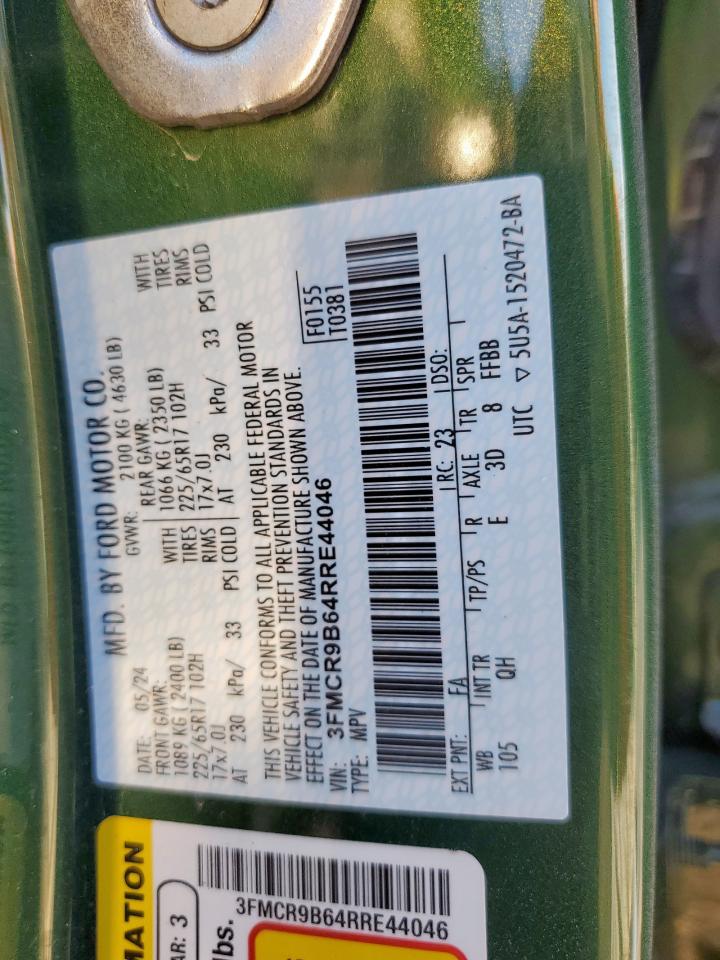 MFD. BY FORD MOTOR CO.
DATE: 05/24 GVWR: 2100 KG ( 4630 LB)
FRONT GAWR: REAR GAWR:
1089 KG ( 2400 LB) WITH 1066 KG ( 2350 LB) WITH
225/65R17 102H TIRES 225/65R17 102H TIRES
17x7.0J RIMS 17x7.0J RIMS
AT 230 kPa/ 33 PSI COLD AT 230 kPa/ 33 PSI COLD
THIS VEHICLE CONFORMS TO ALL APPLICABLE FEDERAL MOTOR
VEHICLE SAFETY AND THEFT PREVENTION STANDARDS IN
EFFECT ON THE DATE OF MANUFACTURE SHOWN ABOVE.
VIN: 3FMCR9B64RRE44046 F0155
TYPE: MPV T0381
EXT PNT: FA RC: 23 DSO:
WB INT TR TP/PS R AXLE TR SPR
105 QH E 3D 8 FFBB
UTC ▽ 5U5A-1520472-BA
MATION
AR: 3
lbs.
3FMCR9B64RRE44046